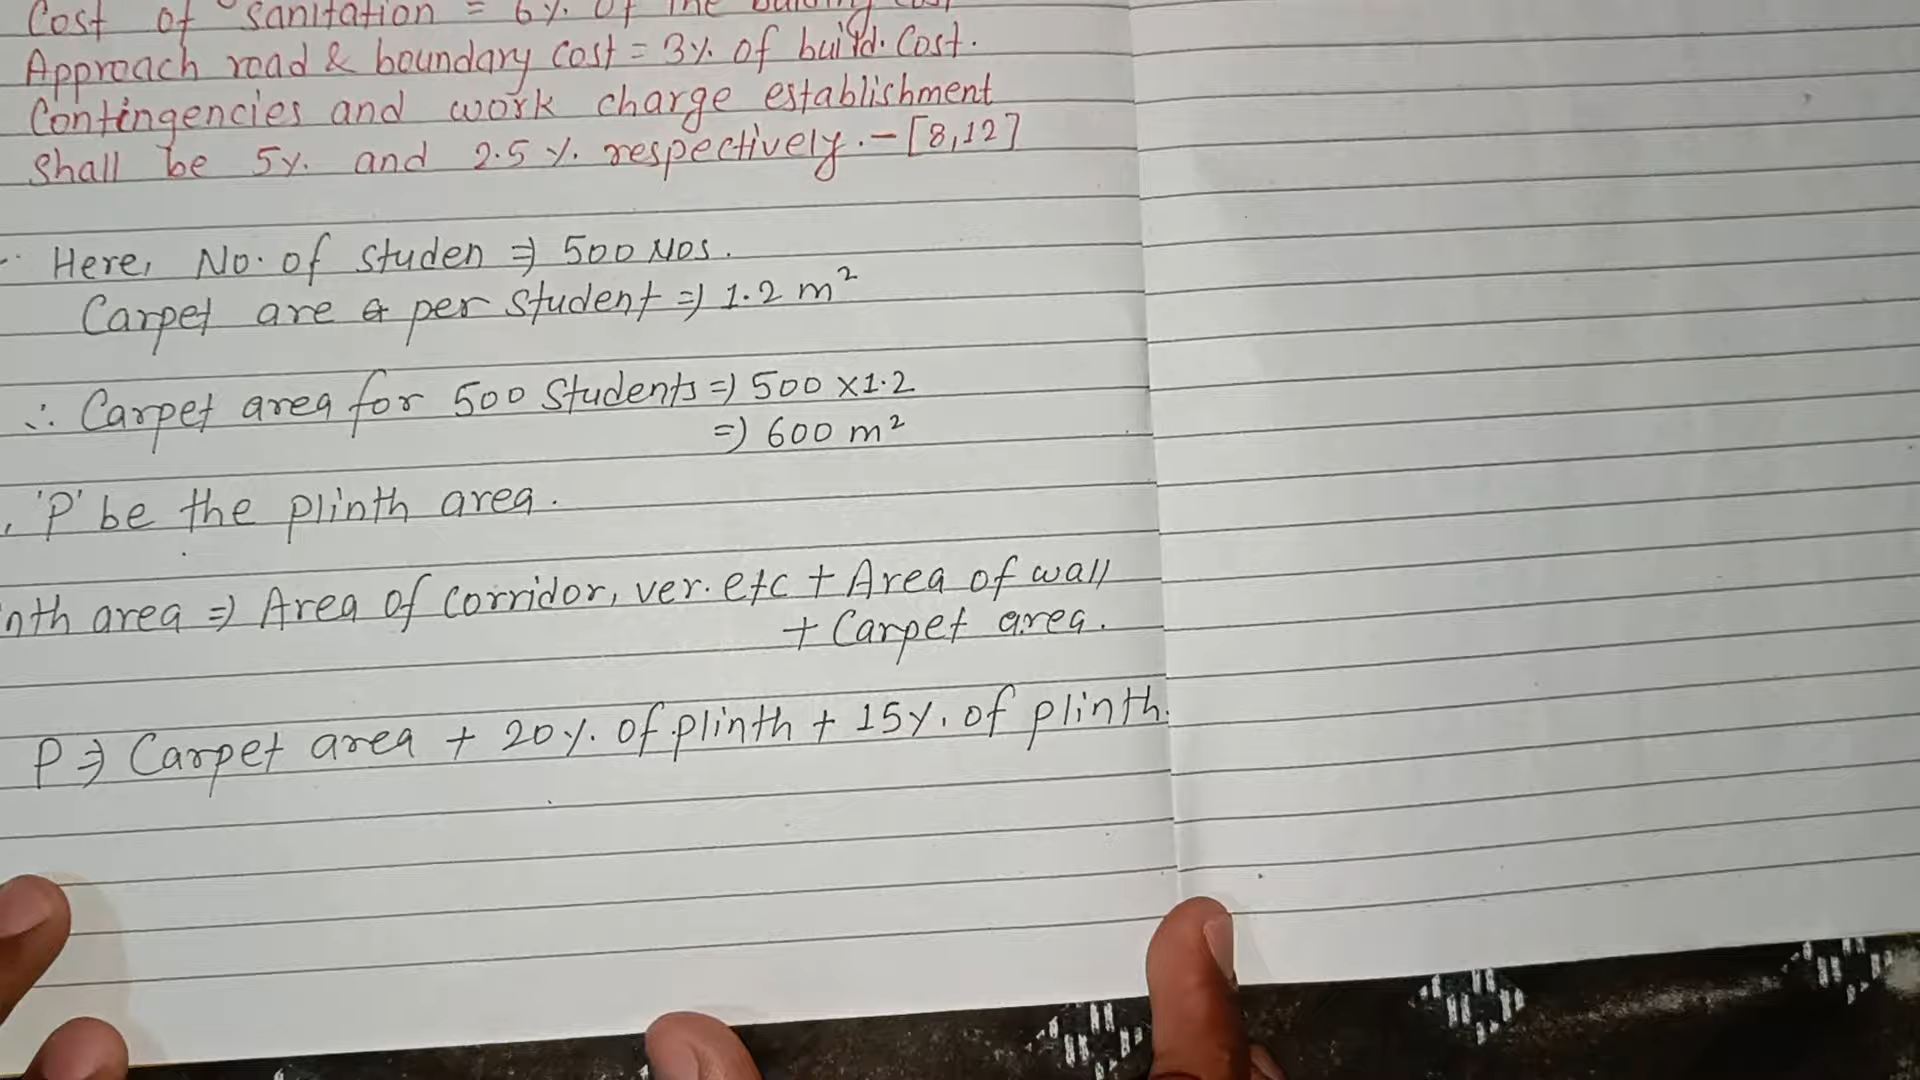 Cost of sanitation = 6%. of the building cost
Approach road & boundary cost = 3%. of build. Cost.
Contingencies and work charge establishment
shall be 5%. and 2.5 %. respectively. - [8,12]
Here, No. of studen ⇒ 500 Nos.
Carpet are a per student ⇒ 1.2 m²
∴ Carpet area for 500 Students ⇒ 500 x1.2
⇒ 600 m²
, 'P' be the plinth area.
nth area ⇒ Area of corridor, ver. etc + Area of wall
+ Carpet area.
P ⇒ Carpet area + 20%. of plinth + 15%. of plinth.